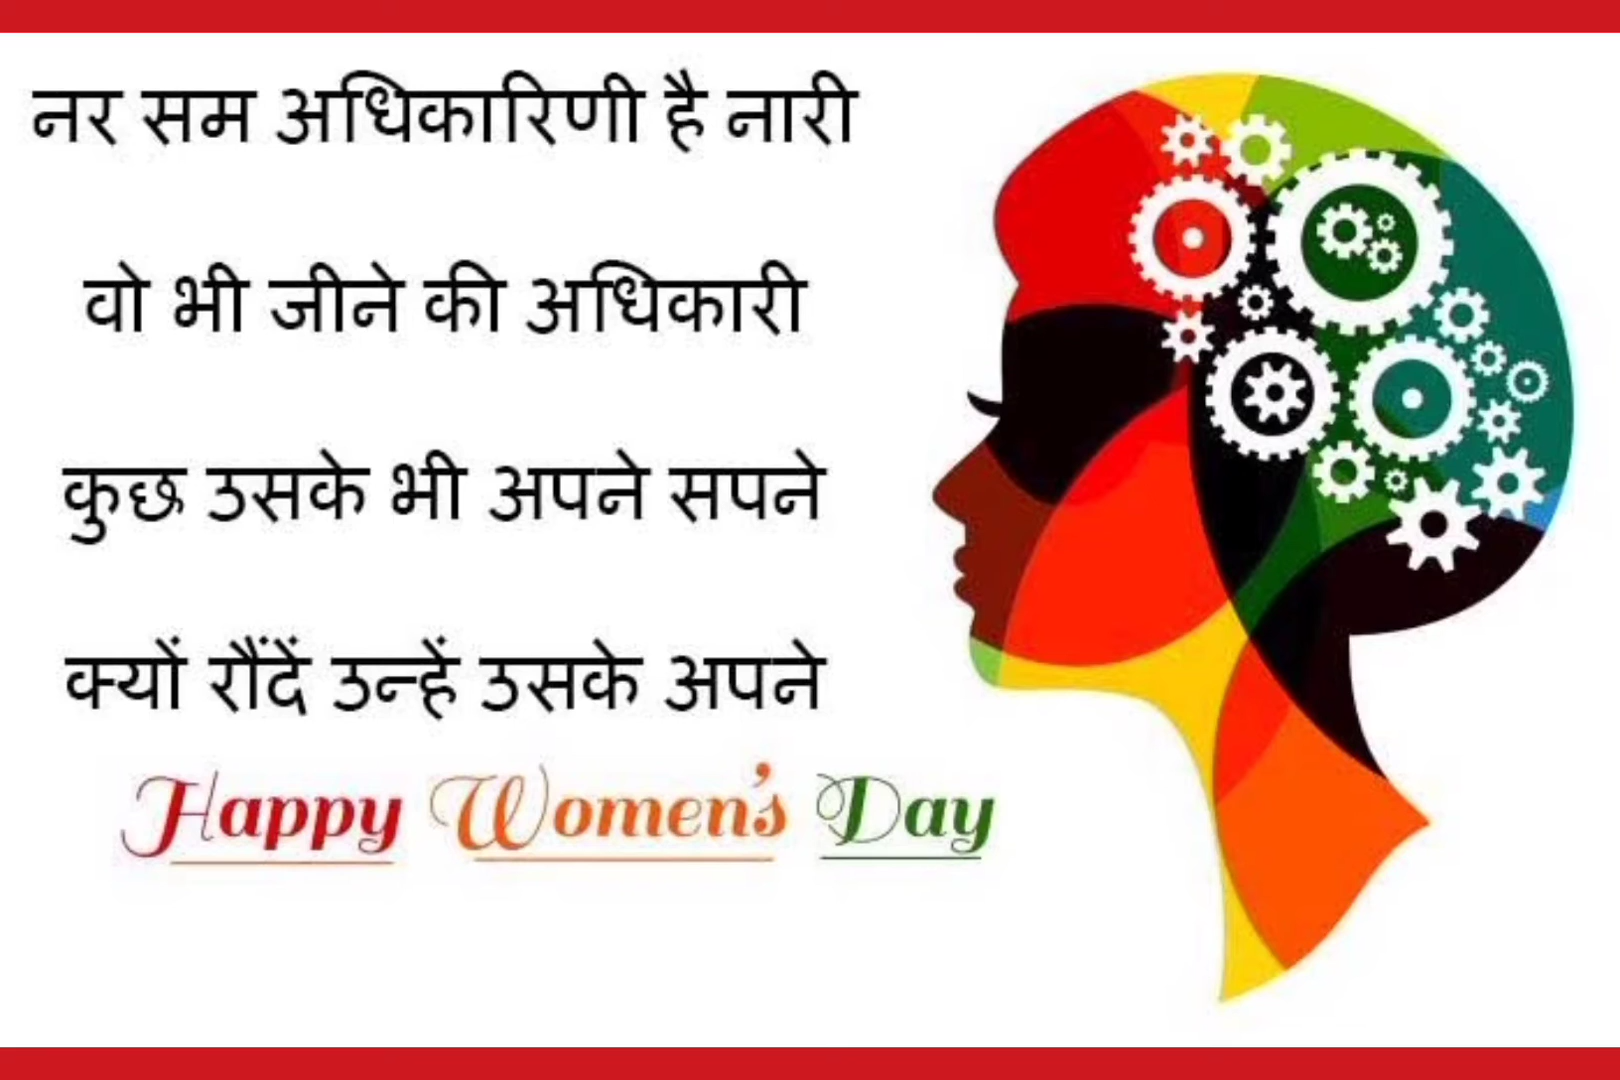 नर सम अधिकारिणी है नारी
वो भी जीने की अधिकारी
कुछ उसके भी अपने सपने
क्यों रौंदें उन्हें उसके अपने
Happy Women's Day